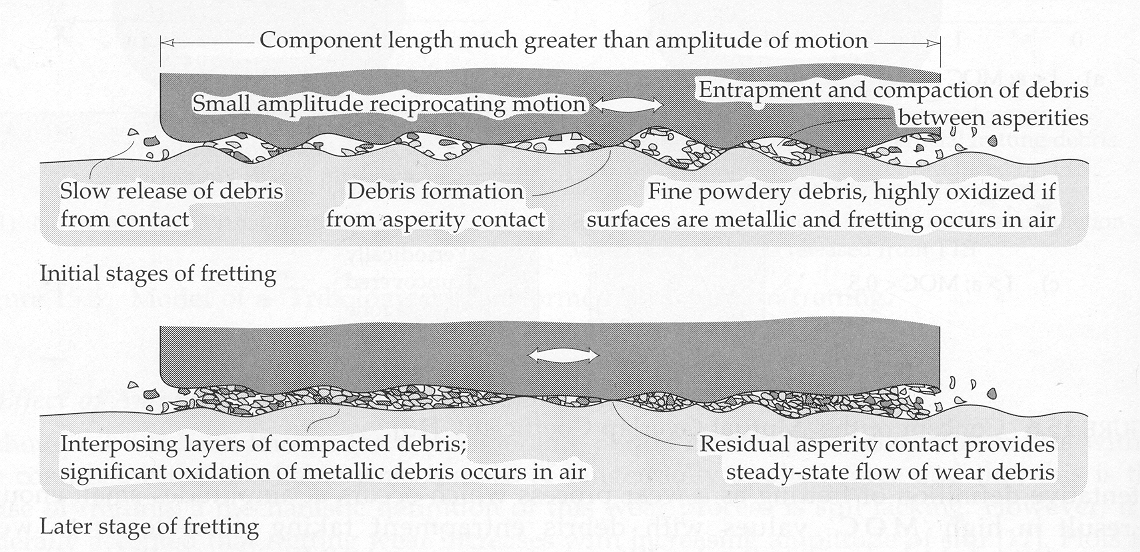 Component length much greater than amplitude of motion
Small amplitude reciprocating motion
Entrapment and compaction of debris
between asperities
Slow release of debris
from contact
Debris formation
from asperity contact
Fine powdery debris, highly oxidized if
surfaces are metallic and fretting occurs in air
Initial stages of fretting
Interposing layers of compacted debris;
significant oxidation of metallic debris occurs in air
Residual asperity contact provides
steady-state flow of wear debris
Later stage of fretting